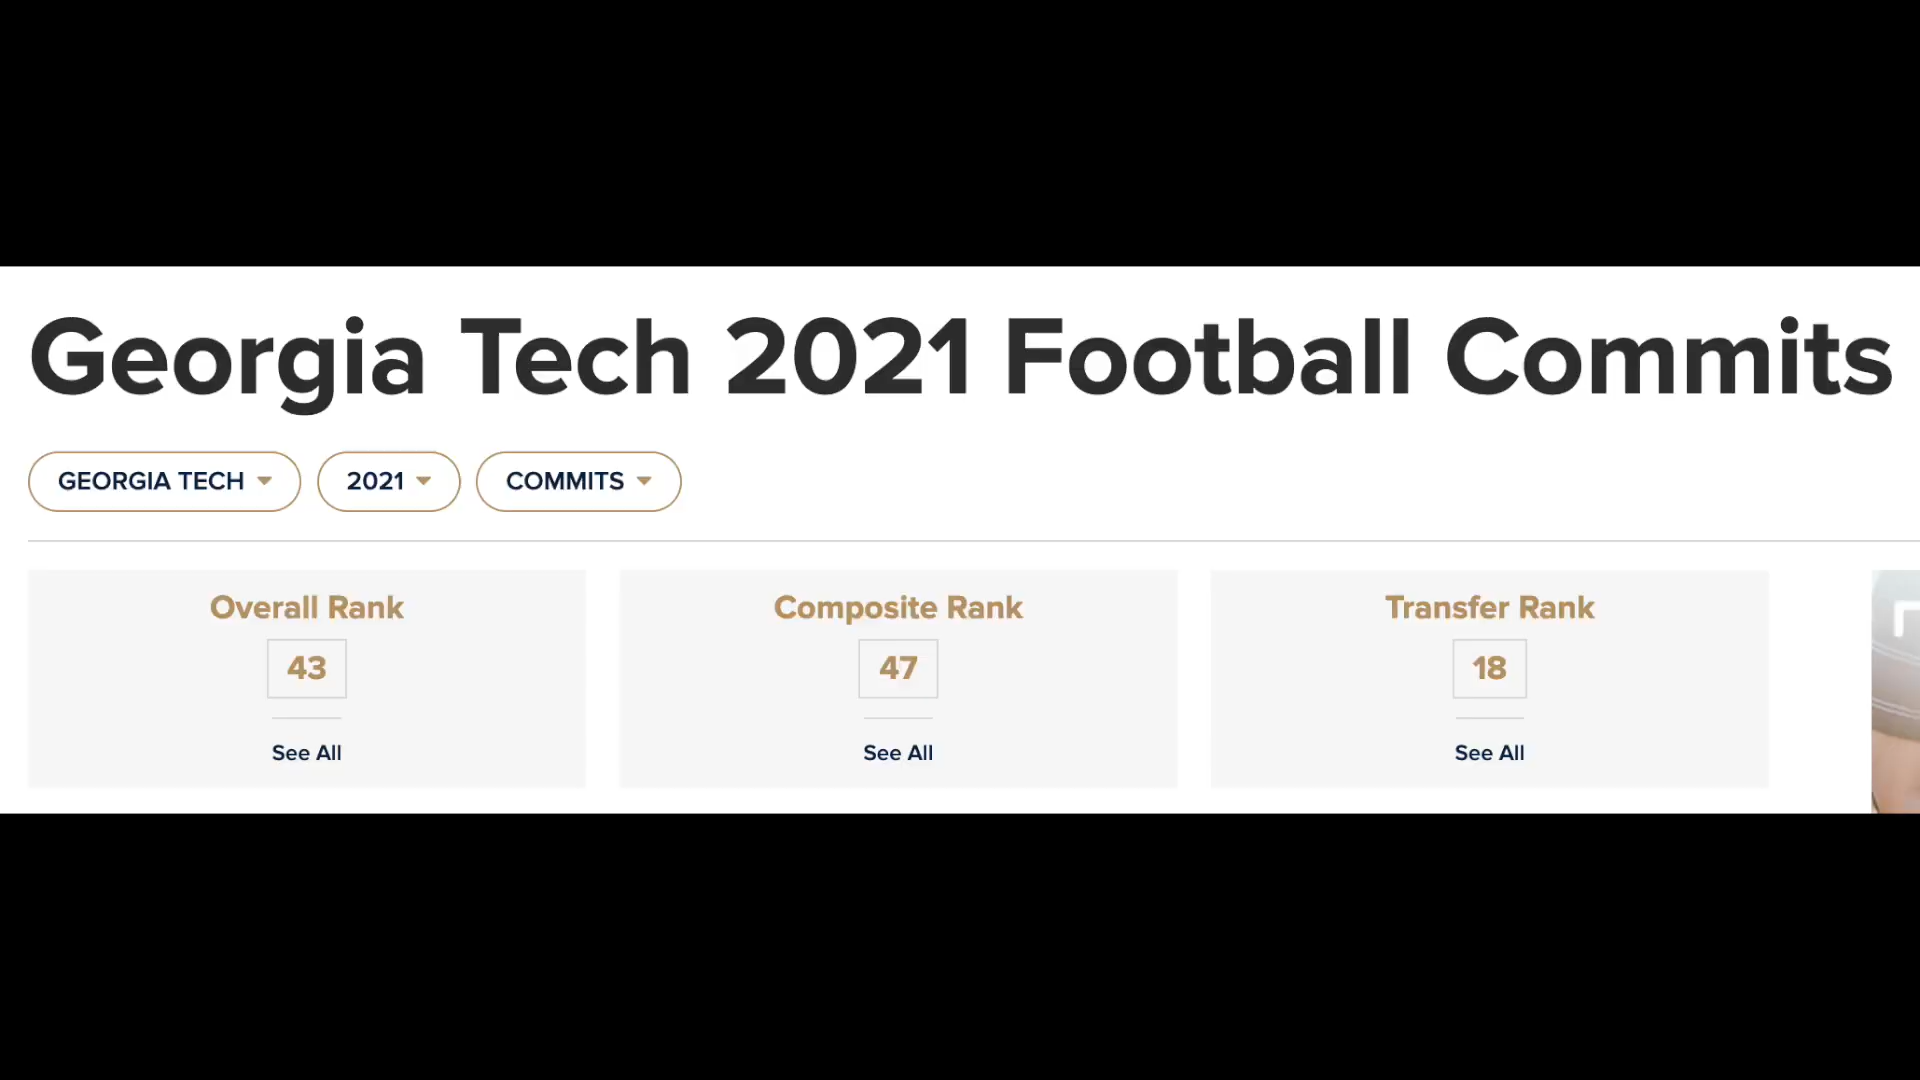 Georgia Tech 2021 Football Commits
GEORGIA TECH 2021 COMMITS
Overall Rank Composite Rank Transfer Rank
43 47 18
See All See All See All